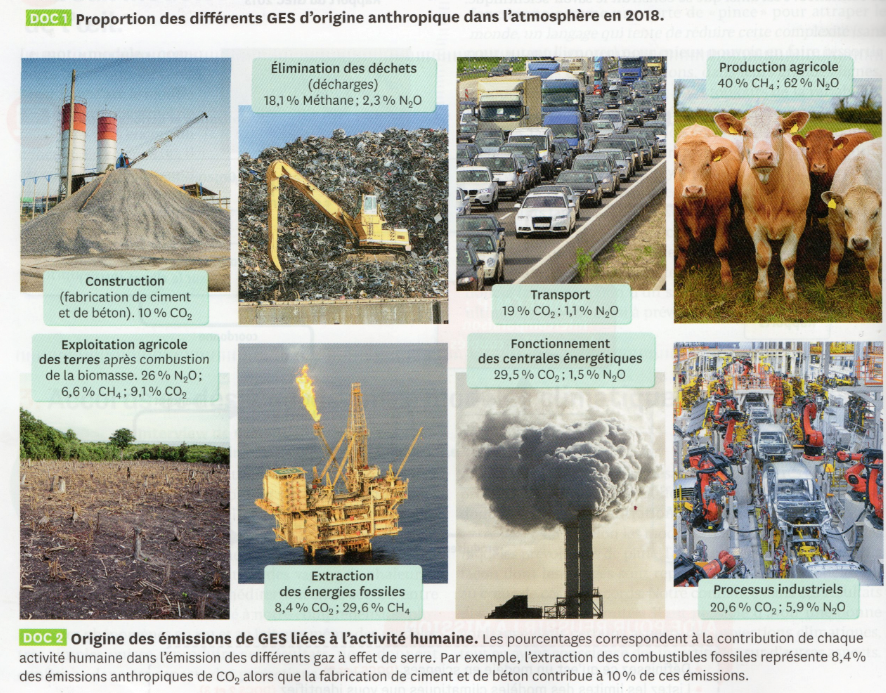 DOC 1 Proportion des différents GES d'origine anthropique dans l'atmosphère en 2018.
Élimination des déchets
(décharges)
18,1 % Méthane ; 2,3 % N₂O
Production agricole
40 % CH₄ ; 62 % N₂O
Construction
(fabrication de ciment
et de béton). 10 % CO₂
Transport
19 % CO₂ ; 1,1 % N₂O
Exploitation agricole
des terres après combustion
de la biomasse. 26 % N₂O ;
6,6 % CH₄ ; 9,1 % CO₂
Fonctionnement
des centrales énergétiques
29,5 % CO₂ ; 1,5 % N₂O
Extraction
des énergies fossiles
8,4 % CO₂ ; 29,6 % CH₄
Processus industriels
20,6 % CO₂ ; 5,9 % N₂O
DOC 2 Origine des émissions de GES liées à l'activité humaine. Les pourcentages correspondent à la contribution de chaque
activité humaine dans l'émission des différents gaz à effet de serre. Par exemple, l'extraction des combustibles fossiles représente 8,4 %
des émissions anthropiques de CO₂ alors que la fabrication de ciment et de béton contribue à 10 % de ces émissions.